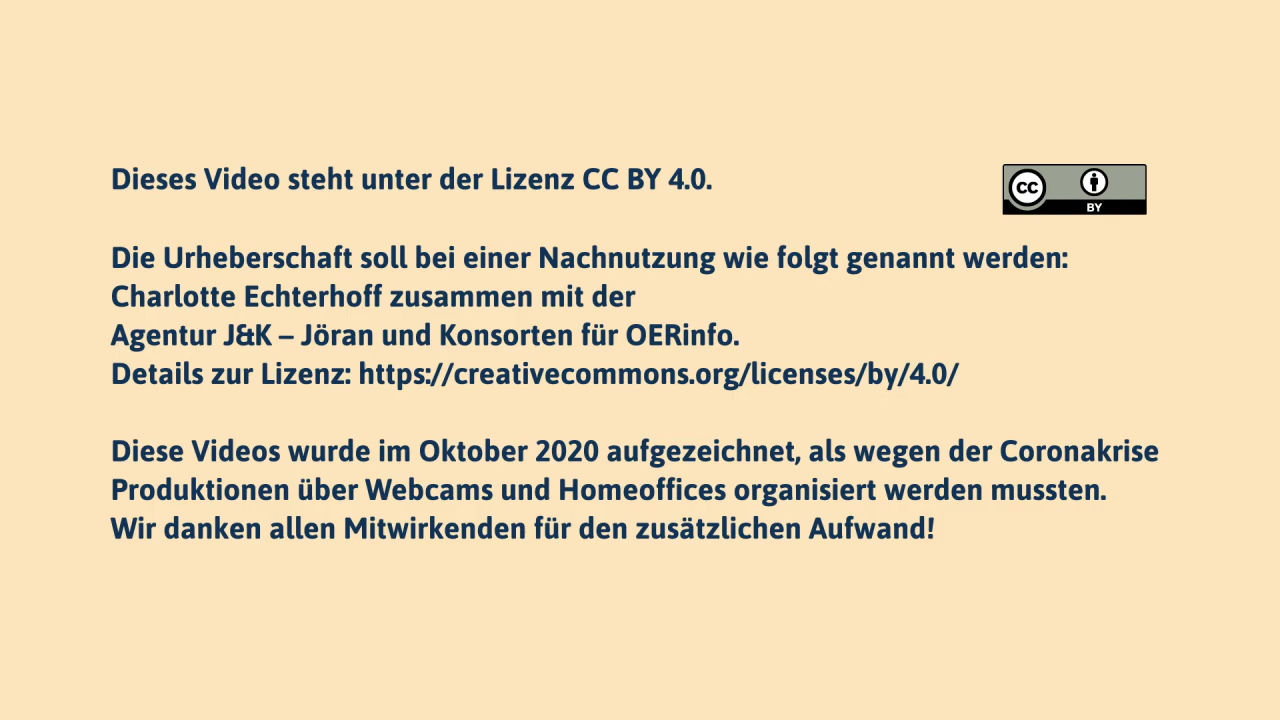 Dieses Video steht unter der Lizenz CC BY 4.0.
CC BY
Die Urheberschaft soll bei einer Nachnutzung wie folgt genannt werden:
Charlotte Echterhoff zusammen mit der
Agentur J&K – Jöran und Konsorten für OERinfo.
Details zur Lizenz: https://creativecommons.org/licenses/by/4.0/
Diese Videos wurde im Oktober 2020 aufgezeichnet, als wegen der Coronakrise
Produktionen über Webcams und Homeoffices organisiert werden mussten.
Wir danken allen Mitwirkenden für den zusätzlichen Aufwand!